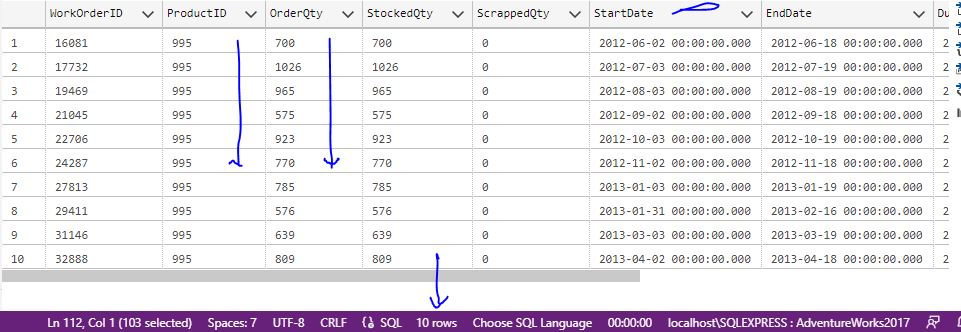 WorkOrderID ProductID OrderQty StockedQty ScrappedQty StartDate EndDate Du
1 16081 995 700 700 0 2012-06-02 00:00:00.000 2012-06-18 00:00:00.000 2
2 17732 995 1026 1026 0 2012-07-03 00:00:00.000 2012-07-19 00:00:00.000 2
3 19469 995 965 965 0 2012-08-03 00:00:00.000 2012-08-19 00:00:00.000 2
4 21045 995 575 575 0 2012-09-02 00:00:00.000 2012-09-18 00:00:00.000 2
5 22706 995 923 923 0 2012-10-03 00:00:00.000 2012-10-19 00:00:00.000 2
6 24287 995 770 770 0 2012-11-02 00:00:00.000 2012-11-18 00:00:00.000 2
7 27813 995 785 785 0 2013-01-03 00:00:00.000 2013-01-19 00:00:00.000 2
8 29411 995 576 576 0 2013-01-31 00:00:00.000 2013-02-16 00:00:00.000 2
9 31146 995 639 639 0 2013-03-03 00:00:00.000 2013-03-19 00:00:00.000 2
10 32888 995 809 809 0 2013-04-02 00:00:00.000 2013-04-18 00:00:00.000 2
Ln 112, Col 1 (103 selected) Spaces: 7 UTF-8 CRLF SQL 10 rows Choose SQL Language 00:00:00 localhost\SQLEXPRESS : AdventureWorks2017